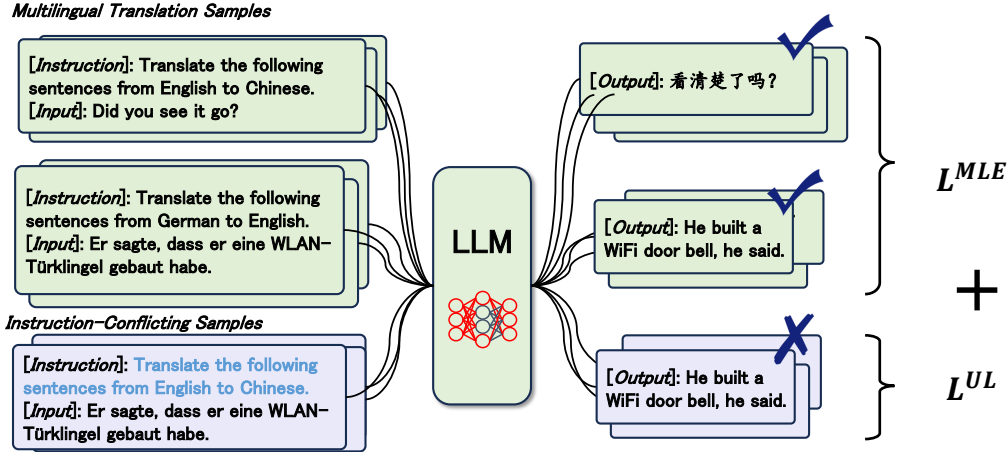 Multilingual Translation Samples
[Instruction]: Translate the following
sentences from English to Chinese.
[Input]: Did you see it go?
[Output]: 看清楚了吗？
[Instruction]: Translate the following
sentences from German to English.
[Input]: Er sagte, dass er eine WLAN-
Türklingel gebaut habe.
[Output]: He built a
WiFi door bell, he said.
LLM
L^MLE
+
Instruction-Conflicting Samples
[Instruction]: Translate the following
sentences from English to Chinese.
[Input]: Er sagte, dass er eine WLAN-
Türklingel gebaut habe.
[Output]: He built a
WiFi door bell, he said.
L^UL